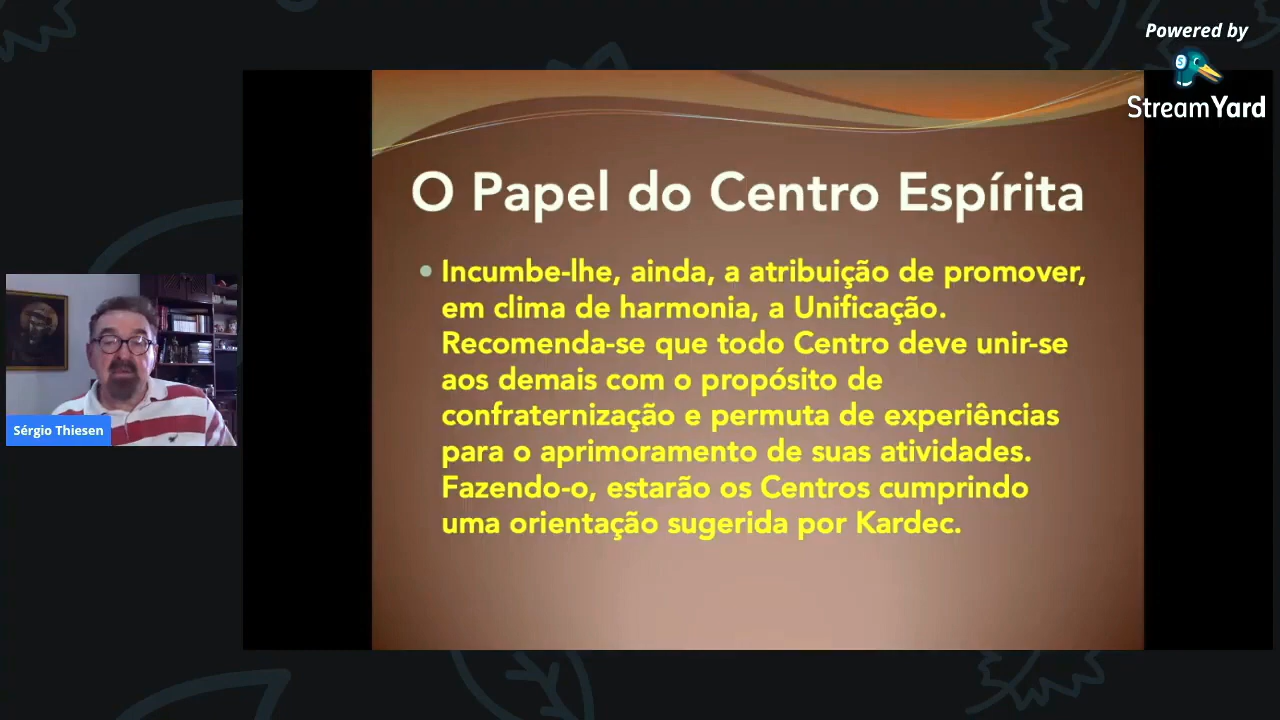 Powered by
StreamYard
O Papel do Centro Espírita
• Incumbe-lhe, ainda, a atribuição de promover,
em clima de harmonia, a Unificação.
Recomenda-se que todo Centro deve unir-se
aos demais com o propósito de
confraternização e permuta de experiências
para o aprimoramento de suas atividades.
Fazendo-o, estarão os Centros cumprindo
uma orientação sugerida por Kardec.
Sérgio Thiesen